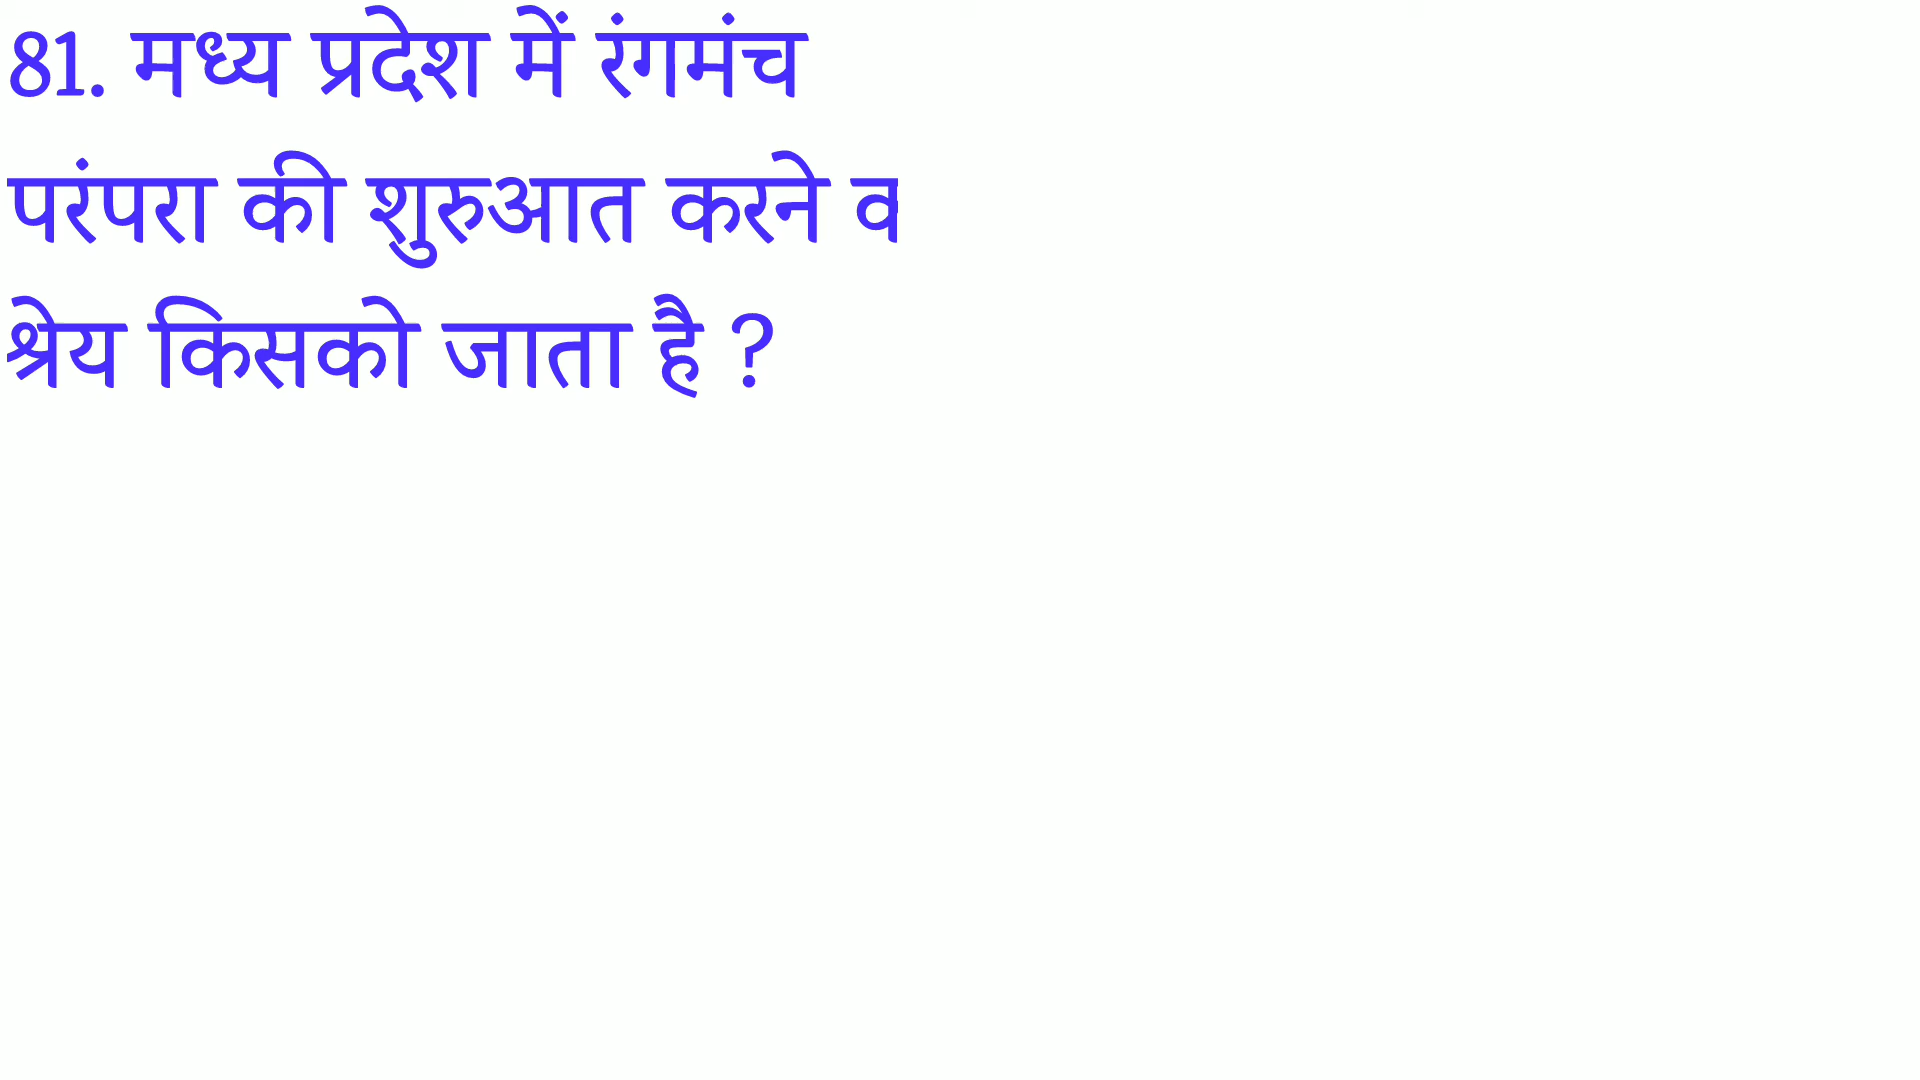 81. मध्य प्रदेश में रंगमंच
परंपरा की शुरुआत करने
श्रेय किसको जाता है ?